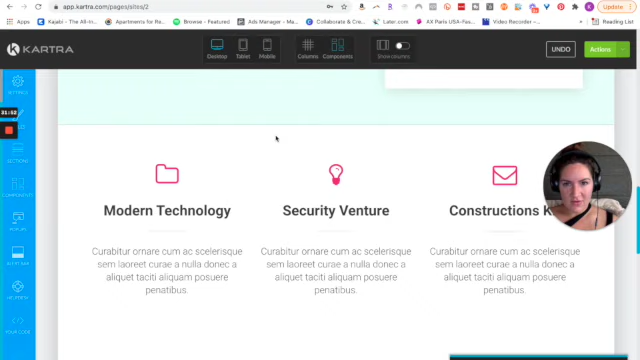 app.kartra.com/pages/sites/2
Update
Apps
Kajabi - The All-in...
Apartments for Re...
Browse - Featured
Ads Manager - Ma...
Collaborate & Crea...
Later.com
AX Paris USA-Fas...
Video Recorder –...
Reading List
KARTRA
Desktop
Tablet
Mobile
Columns
Components
Show columns
UNDO
Actions
SETTINGS
31:52
SECTIONS
COMPONENTS
POPUPS
ALERT BAR
HELPDESK
Modern Technology
Security Venture
Constructions K
Curabitur ornare cum ac scelerisque
sem laoreet curae a nulla donec a
aliquet taciti aliquam posuere
penatibus.
Curabitur ornare cum ac scelerisque
sem laoreet curae a nulla donec a
aliquet taciti aliquam posuere
penatibus.
Curabitur ornare cum ac scelerisque
sem laoreet curae a nulla donec a
aliquet taciti aliquam posuere
penatibus.